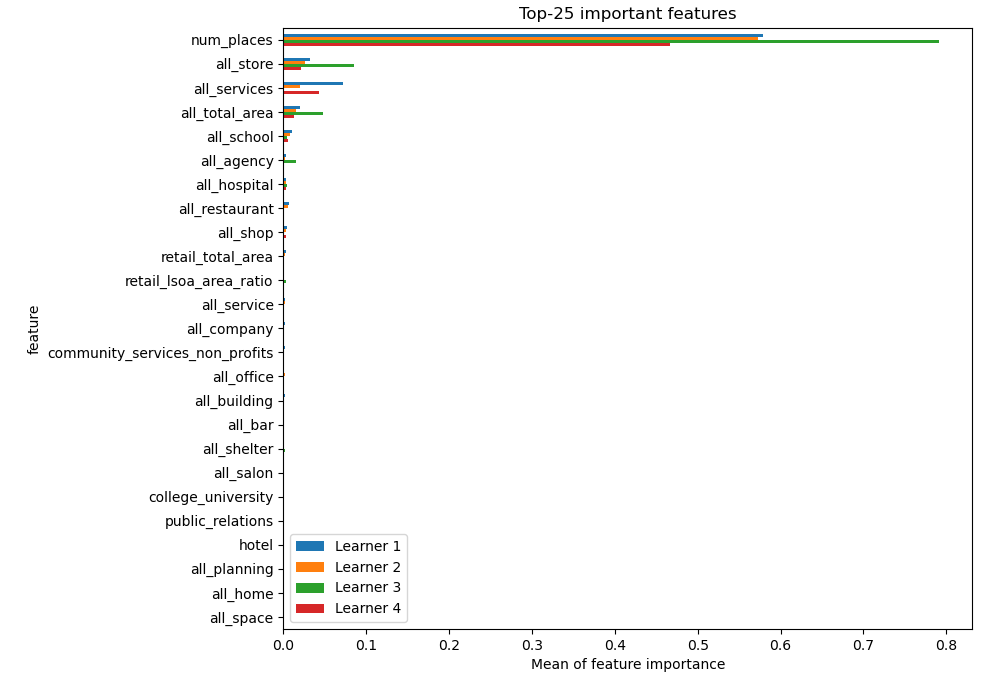 Top-25 important features
num_places
all_store
all_services
all_total_area
all_school
all_agency
all_hospital
all_restaurant
all_shop
retail_total_area
retail_lsoa_area_ratio
all_service
all_company
community_services_non_profits
all_office
all_building
all_bar
all_shelter
all_salon
college_university
public_relations
hotel
all_planning
all_home
all_space
feature
Learner 1
Learner 2
Learner 3
Learner 4
0.0 0.1 0.2 0.3 0.4 0.5 0.6 0.7 0.8
Mean of feature importance